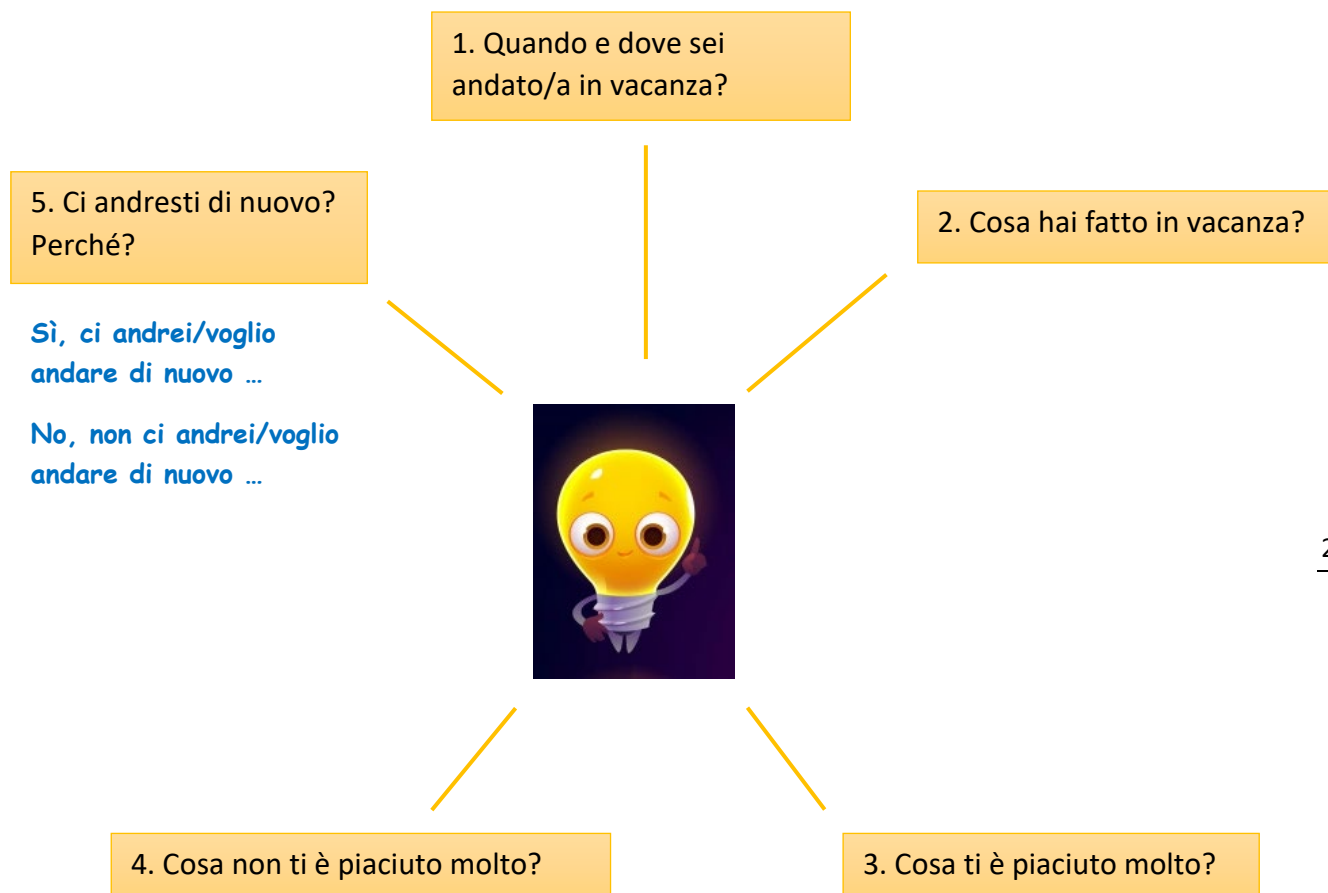 1. Quando e dove sei
andato/a in vacanza?
2. Cosa hai fatto in vacanza?
3. Cosa ti è piaciuto molto?
4. Cosa non ti è piaciuto molto?
5. Ci andresti di nuovo?
Perché?
Sì, ci andrei/voglio
andare di nuovo …
No, non ci andrei/voglio
andare di nuovo …